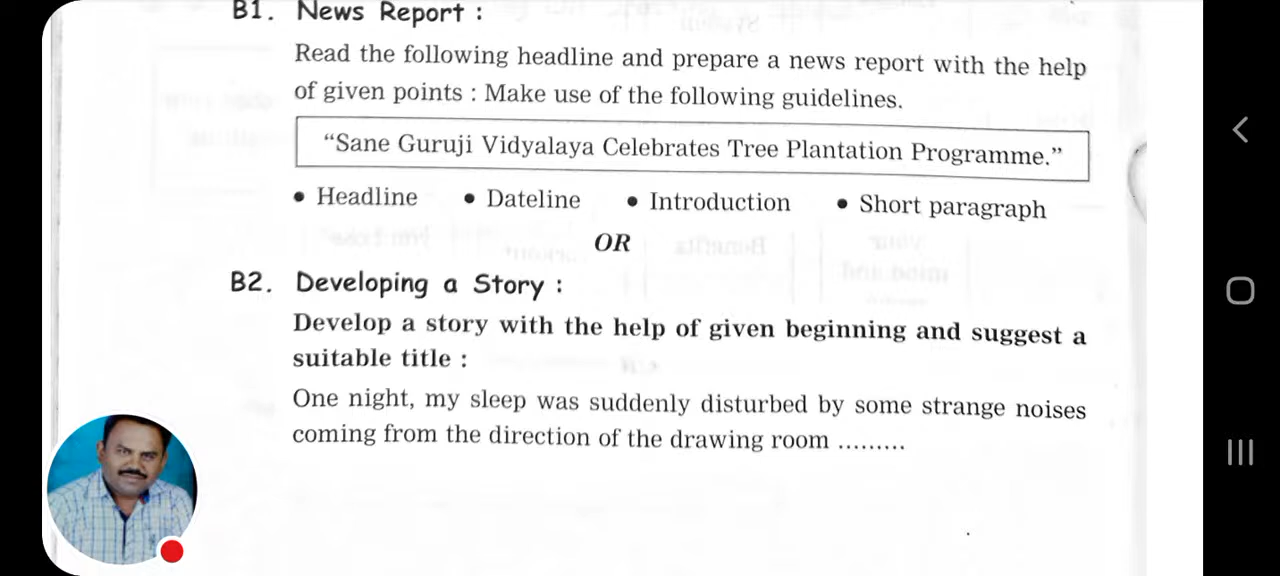 B1. News Report :
Read the following headline and prepare a news report with the help
of given points : Make use of the following guidelines.
“Sane Guruji Vidyalaya Celebrates Tree Plantation Programme.”
• Headline • Dateline • Introduction • Short paragraph
OR
B2. Developing a Story :
Develop a story with the help of given beginning and suggest a
suitable title :
One night, my sleep was suddenly disturbed by some strange noises
coming from the direction of the drawing room .........